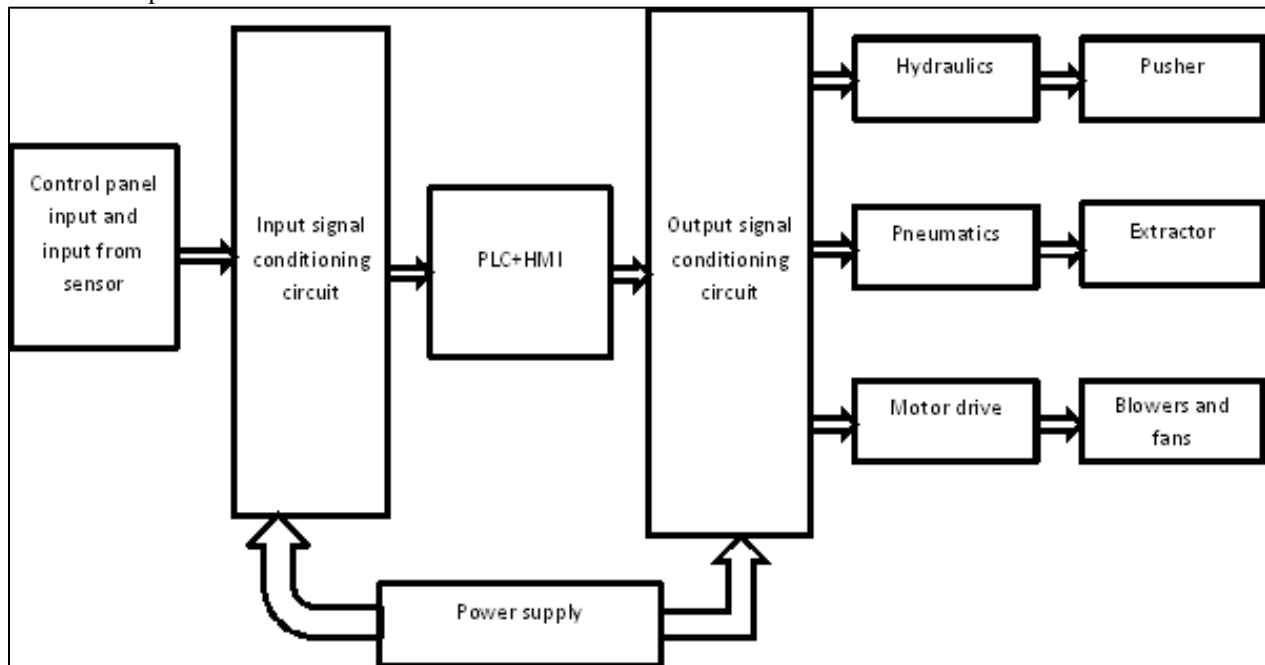 Control panel
input and
input from
sensor
Input signal
conditioning
circuit
PLC+HMI
Output signal
conditioning
circuit
Hydraulics
Pusher
Pneumatics
Extractor
Motor drive
Blowers and
fans
Power supply